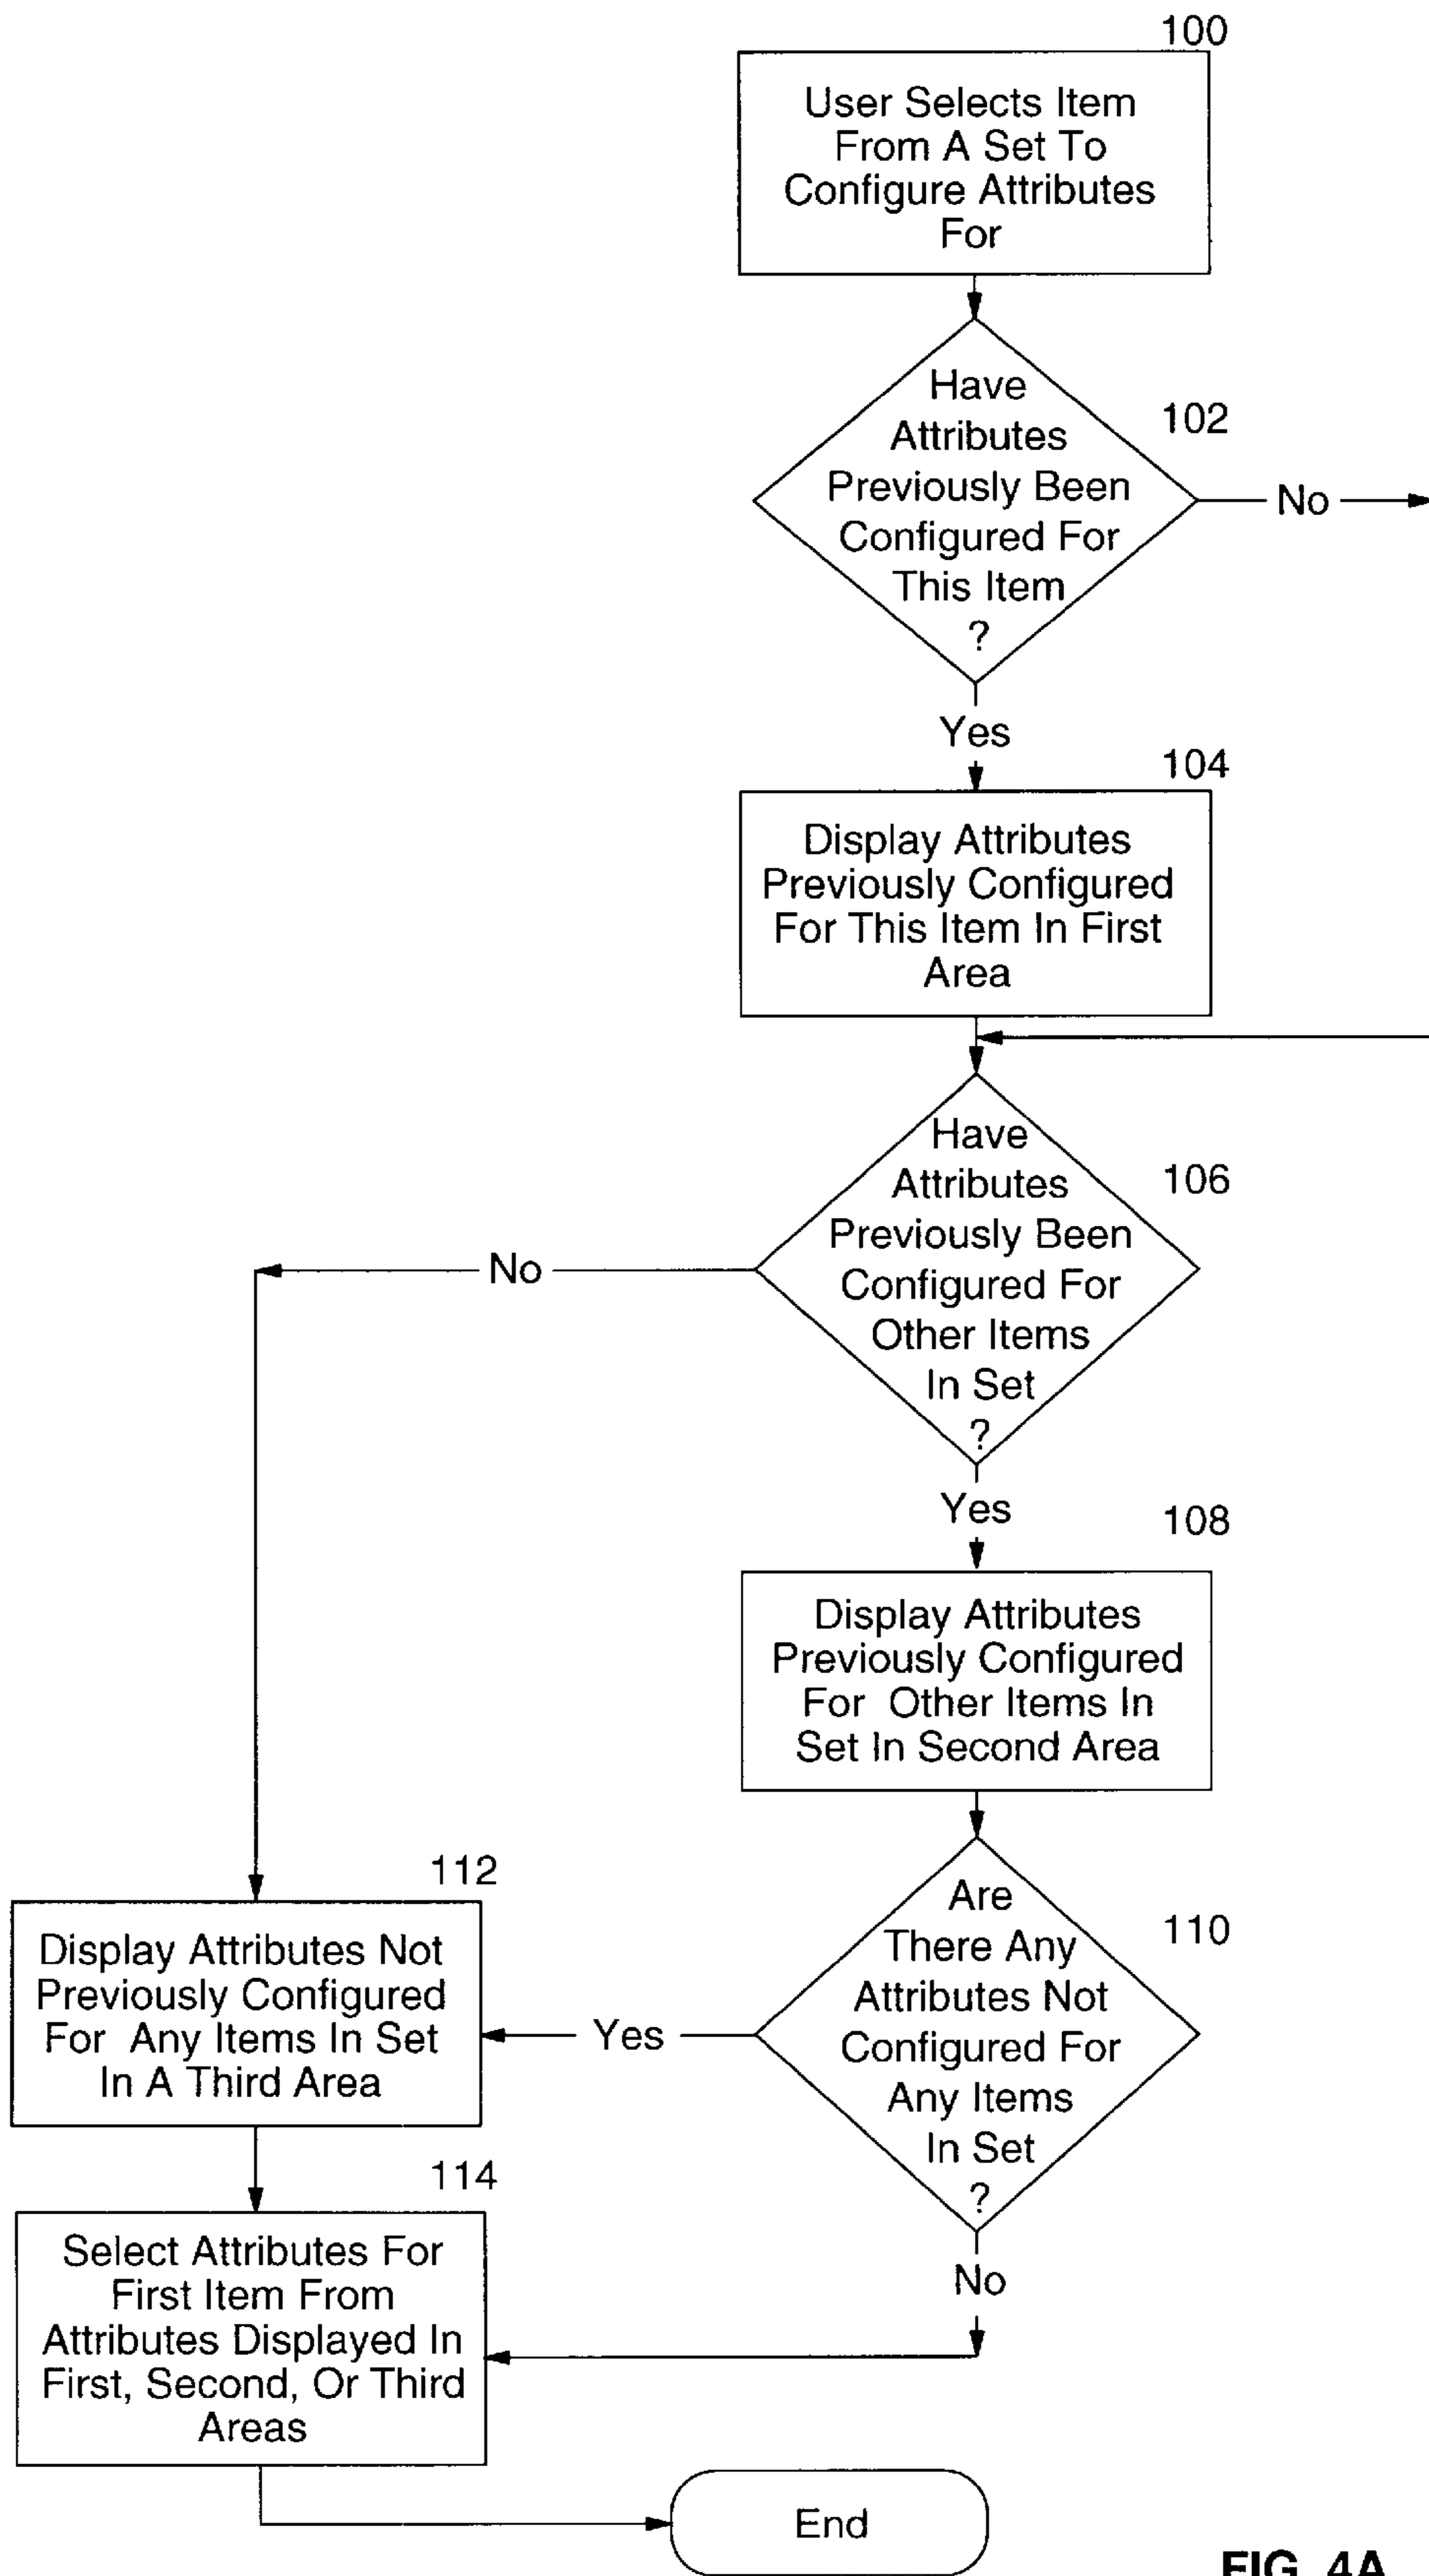 100
User Selects Item
From A Set To
Configure Attributes
For
Have
Attributes
Previously Been
Configured For
This Item
?
102
No
Yes
104
Display Attributes
Previously Configured
For This Item In First
Area
Have
Attributes
Previously Been
Configured For
Other Items
In Set
?
106
No
Yes
108
Display Attributes
Previously Configured
For Other Items In
Set In Second Area
Are
There Any
Attributes Not
Configured For
Any Items
In Set
?
110
Yes
No
112
Display Attributes Not
Previously Configured
For Any Items In Set
In A Third Area
114
Select Attributes For
First Item From
Attributes Displayed In
First, Second, Or Third
Areas
End
FIG. 4A